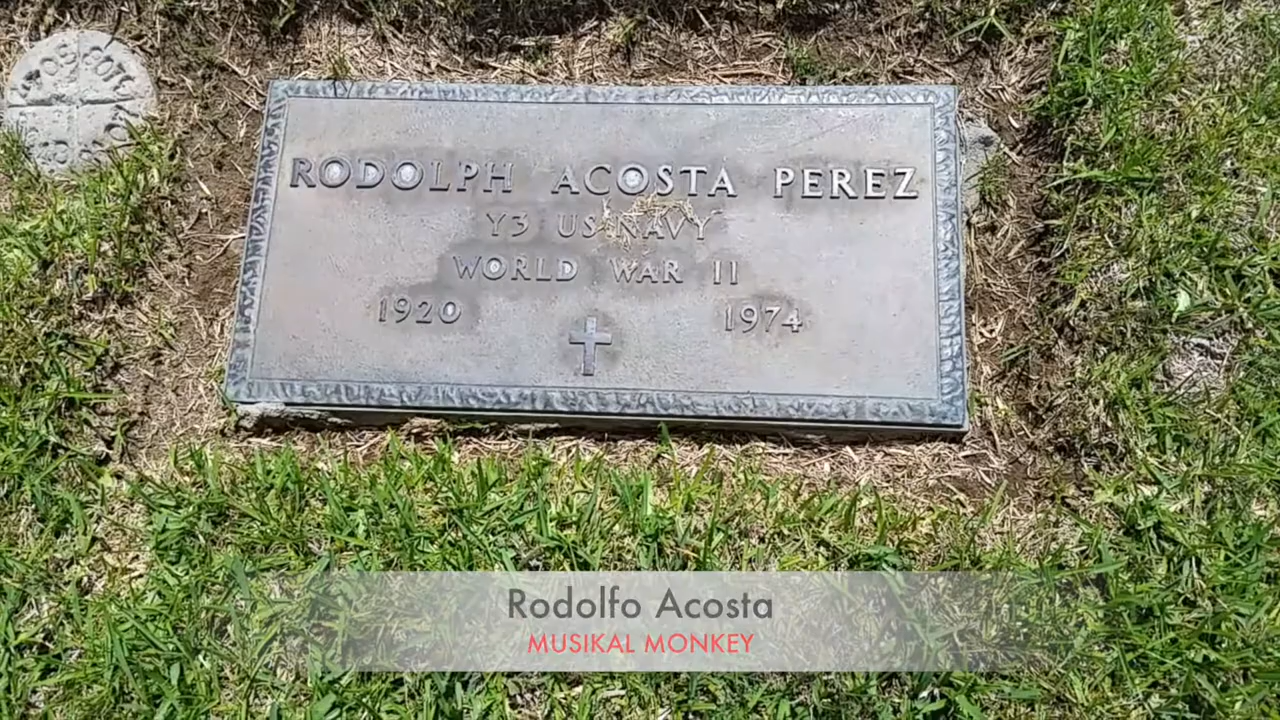 RODOLPH ACOSTA PEREZ
Y3 US NAVY
WORLD WAR II
1920 1974
Rodolfo Acosta
MUSIKAL MONKEY